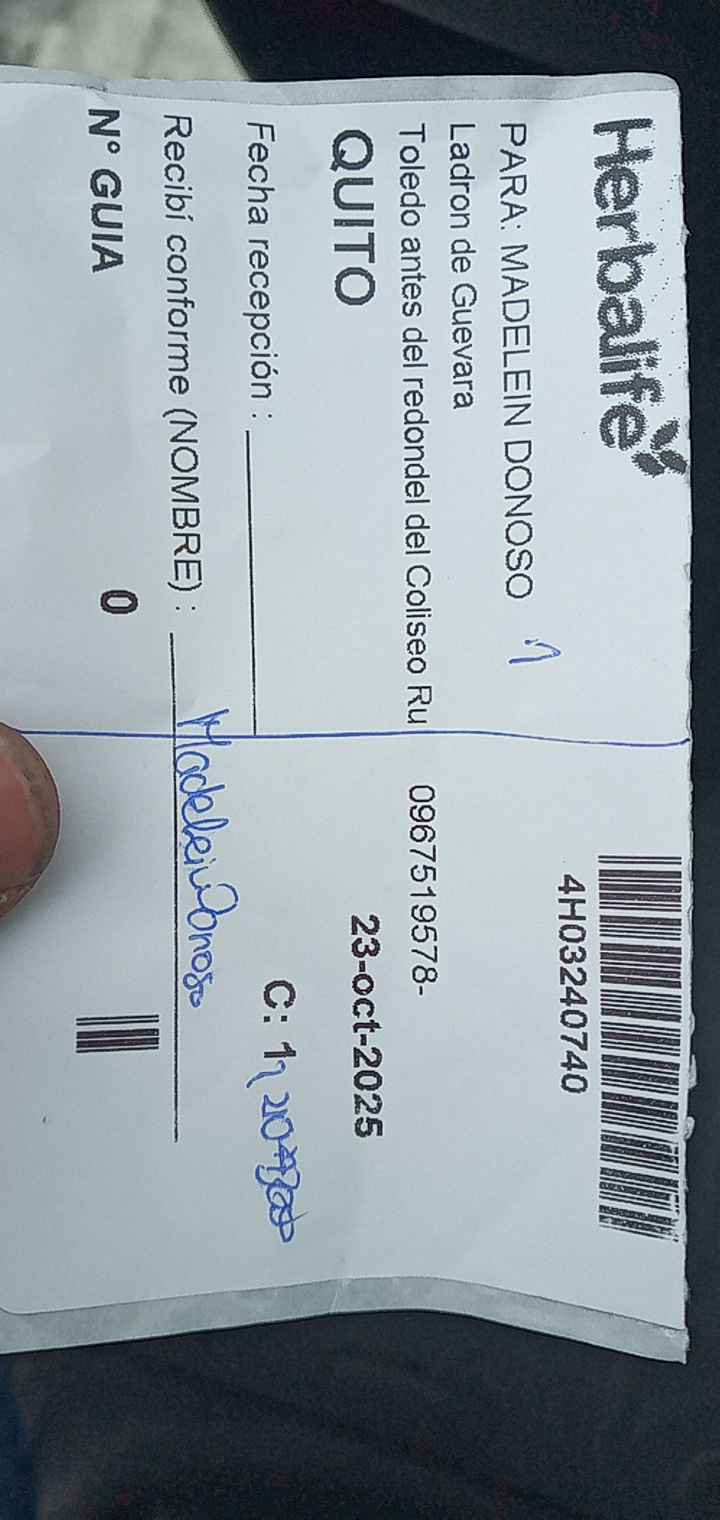 Herbalife
4H03240740
PARA: MADELEIN DONOSO
Ladron de Guevara
Toledo antes del redondel del Coliseo Ru 0967519578-
QUITO 23-oct-2025
Fecha recepción : C: 1
Recibí conforme (NOMBRE) : Madelein Donoso
N° GUIA 0